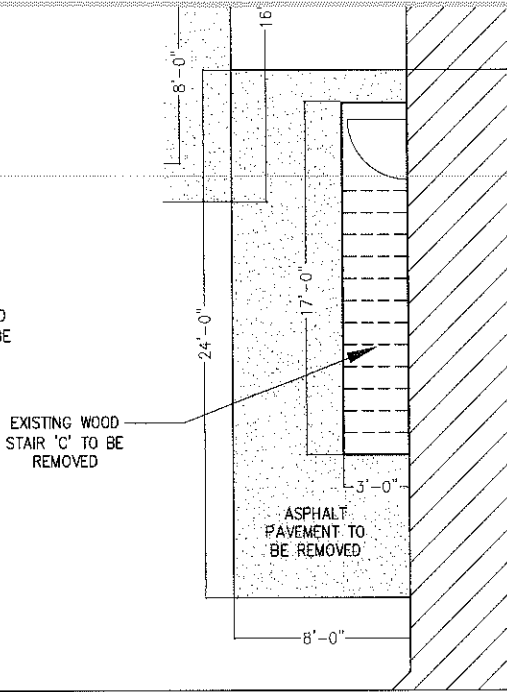 16'
8'-0"
D
BE
17'-0"
24'-0"
EXISTING WOOD
STAIR 'C' TO BE
REMOVED
3'-0"
ASPHALT
PAVEMENT TO
BE REMOVED
8'-0"